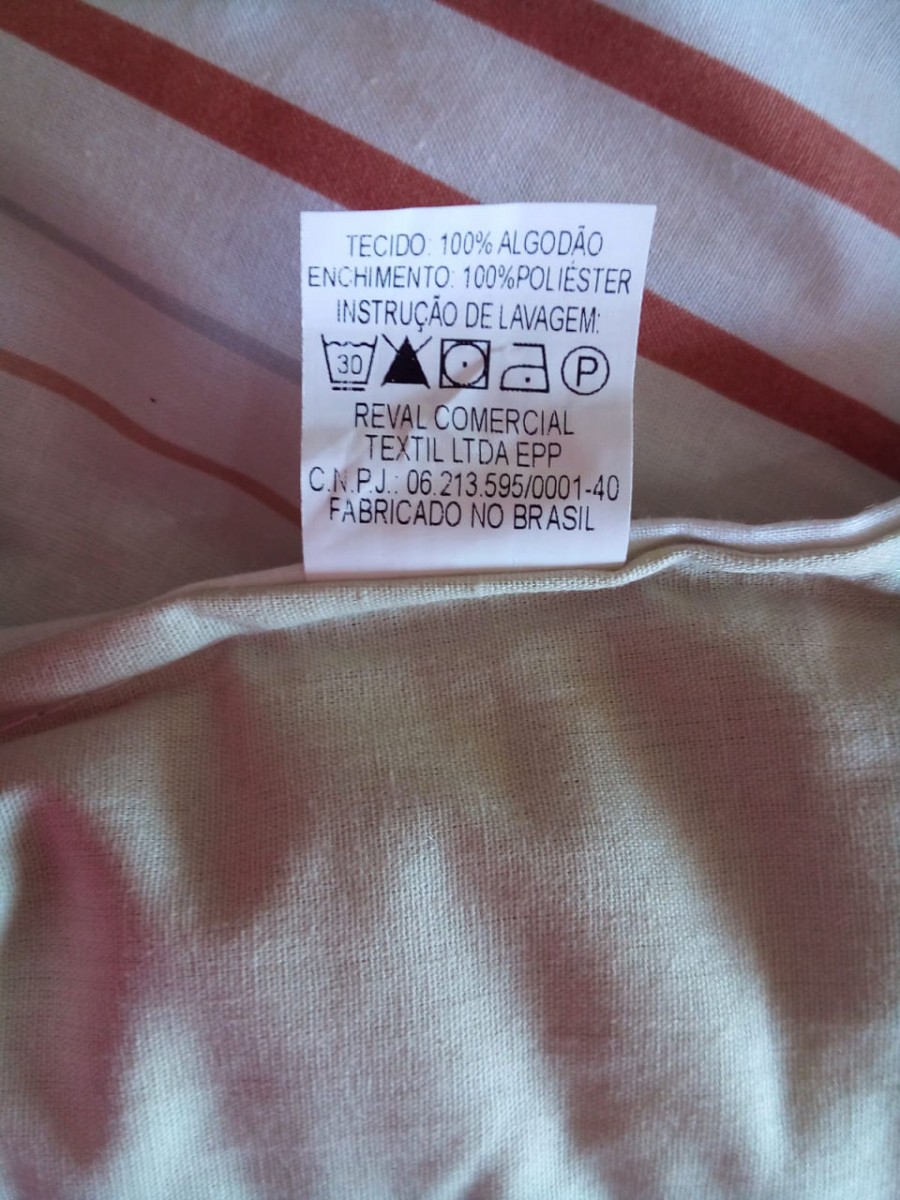 TECIDO: 100% ALGODÃO
ENCHIMENTO: 100%POLIÉSTER
INSTRUÇÃO DE LAVAGEM:
30 P
REVAL COMERCIAL
TEXTIL LTDA EPP
C.N.P.J.: 06.213.595/0001-40
FABRICADO NO BRASIL